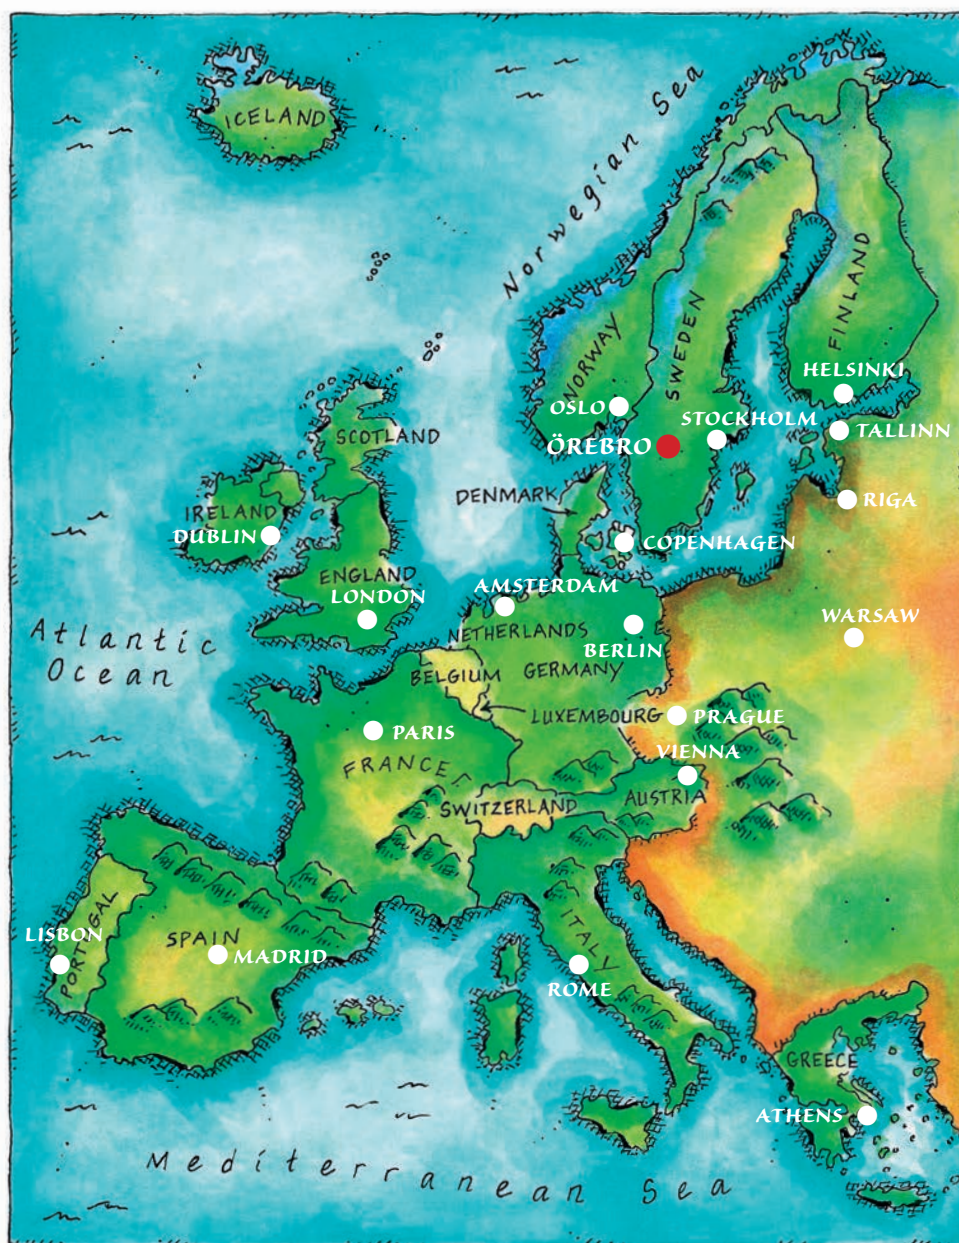 ICELAND
Norwegian Sea
NORWAY
SWEDEN
FINLAND
HELSINKI
OSLO
STOCKHOLM
TALLINN
SCOTLAND
ÖREBRO
DENMARK
RIGA
IRELAND
DUBLIN
COPENHAGEN
ENGLAND
LONDON
AMSTERDAM
WARSAW
Atlantic
Ocean
NETHERLANDS
BERLIN
BELGIUM
GERMANY
LUXEMBOURG
PRAGUE
PARIS
VIENNA
FRANCE
SWITZERLAND
AUSTRIA
PORTUGAL
LISBON
SPAIN
MADRID
ITALY
ROME
GREECE
ATHENS
Mediterranean Sea